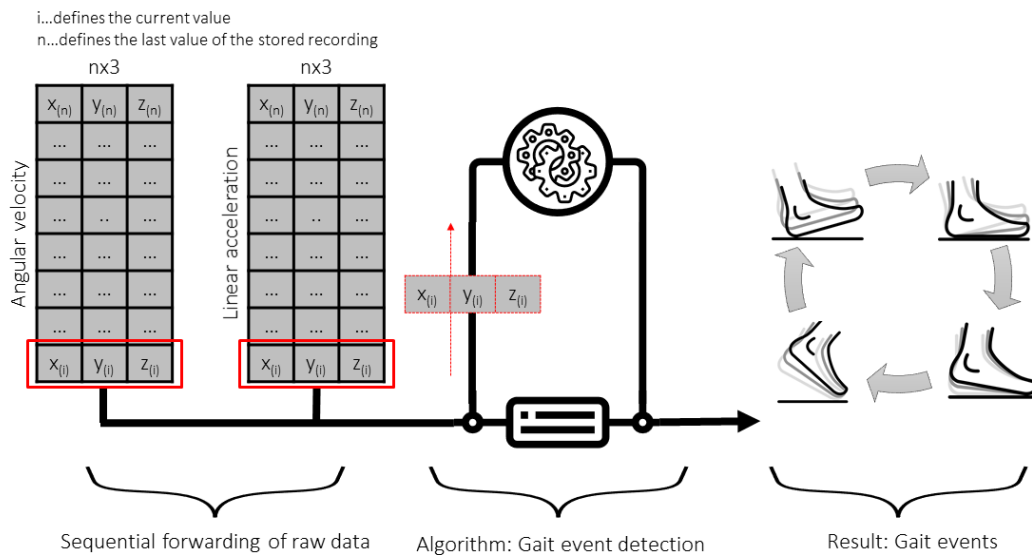 i...defines the current value
n...defines the last value of the stored recording
nx3
nx3
Angular velocity
x(n) y(n) z(n)
... ... ...
... ... ...
... .. ...
... ... ...
... ... ...
... ... ...
x(i) y(i) z(i)
Linear acceleration
x(n) y(n) z(n)
... ... ...
... ... ...
... .. ...
... ... ...
... ... ...
... ... ...
x(i) y(i) z(i)
x(i) y(i) z(i)
Sequential forwarding of raw data
Algorithm: Gait event detection
Result: Gait events